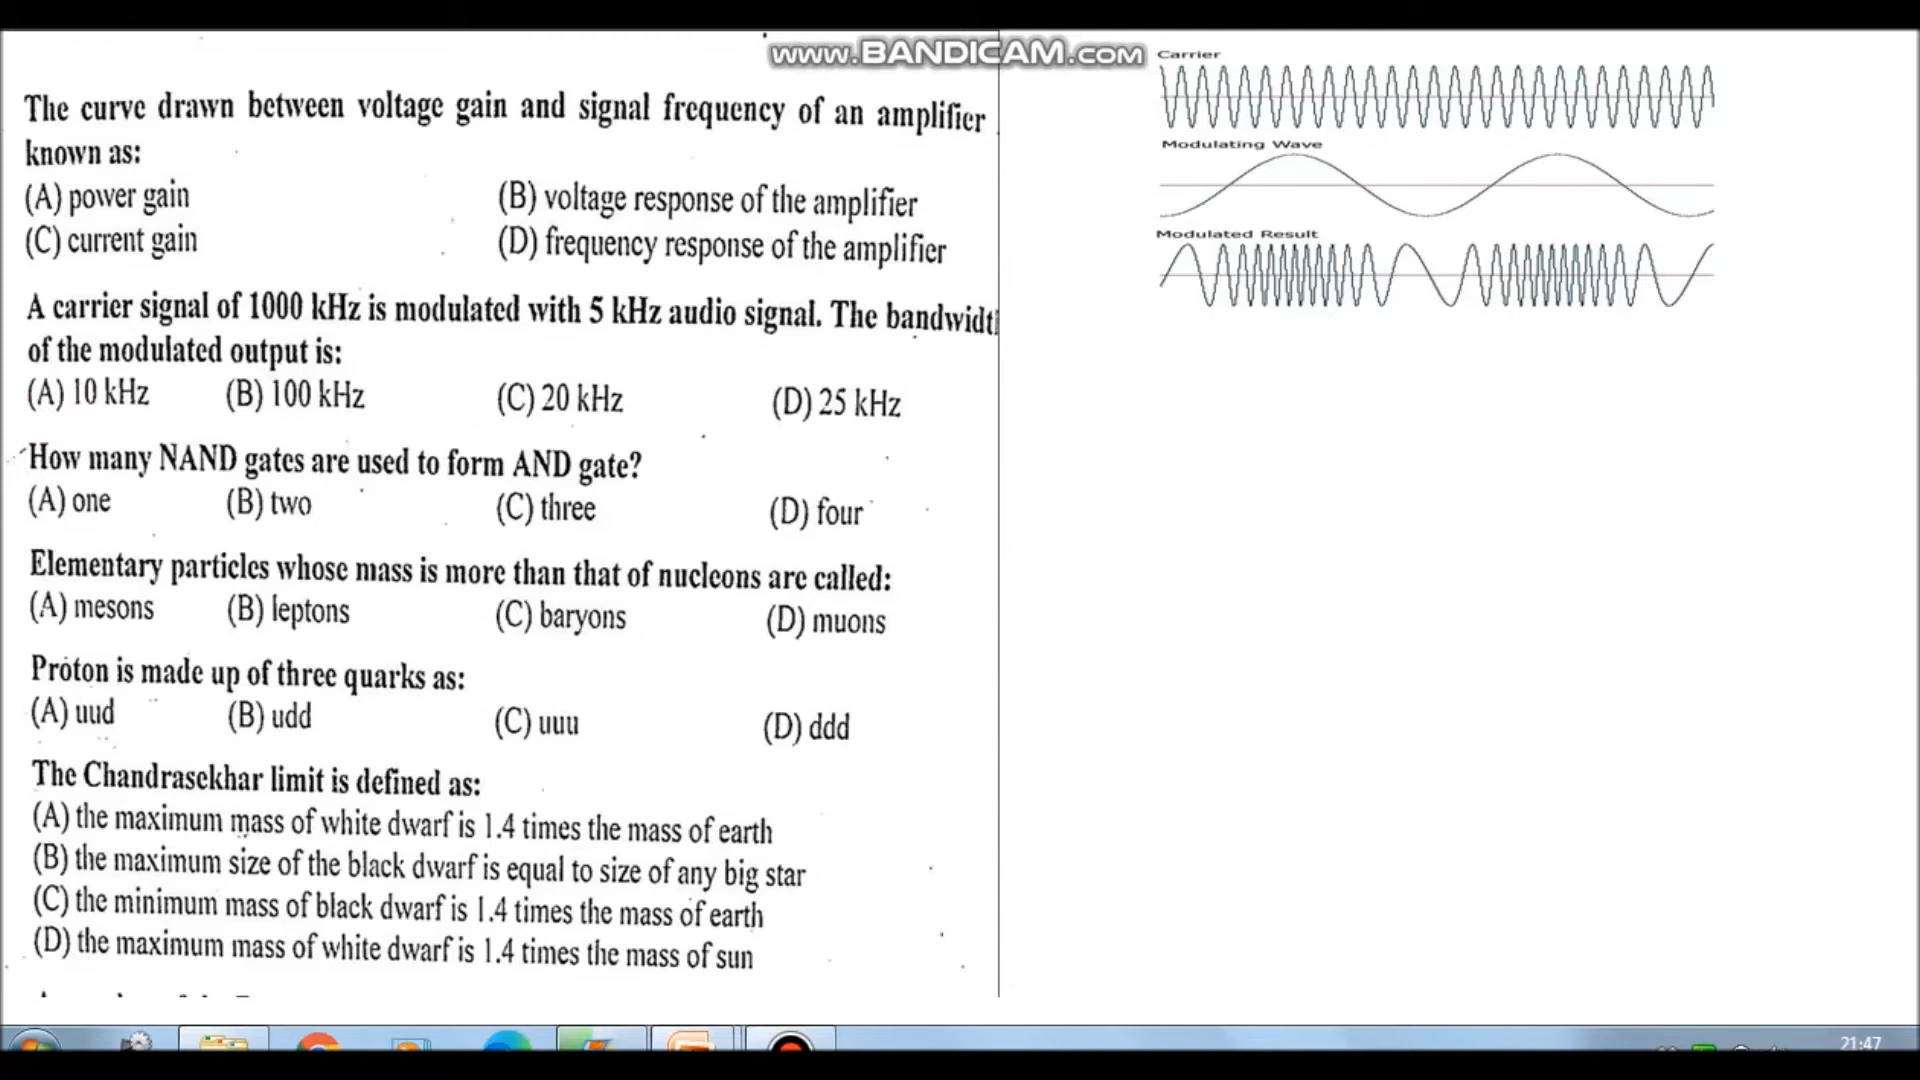 www.BANDICAM.com
The curve drawn between voltage gain and signal frequency of an amplifier
known as:
(A) power gain (B) voltage response of the amplifier
(C) current gain (D) frequency response of the amplifier
A carrier signal of 1000 kHz is modulated with 5 kHz audio signal. The
of the modulated output is:
(A) 10 kHz (B) 100 kHz (C) 20 kHz (D) 25 kHz
How many NAND gates are used to form AND gate?
(A) one (B) two (C) three (D) four
Elementary particles whose mass is more than that of nucleons are called:
(A) mesons (B) leptons (C) baryons (D) muons
Proton is made up of three quarks as:
(A) uud (B) udd (C) uuu (D) ddd
The Chandrasekhar limit is defined as:
(A) the maximum mass of white dwarf is 1.4 times the mass of earth
(B) the maximum size of the black dwarf is equal to size of any big star
(C) the minimum mass of black dwarf is 1.4 times the mass of earth
(D) the maximum mass of white dwarf is 1.4 times the mass of sun
Carrier
Modulating Wave
Modulated Result
21:47